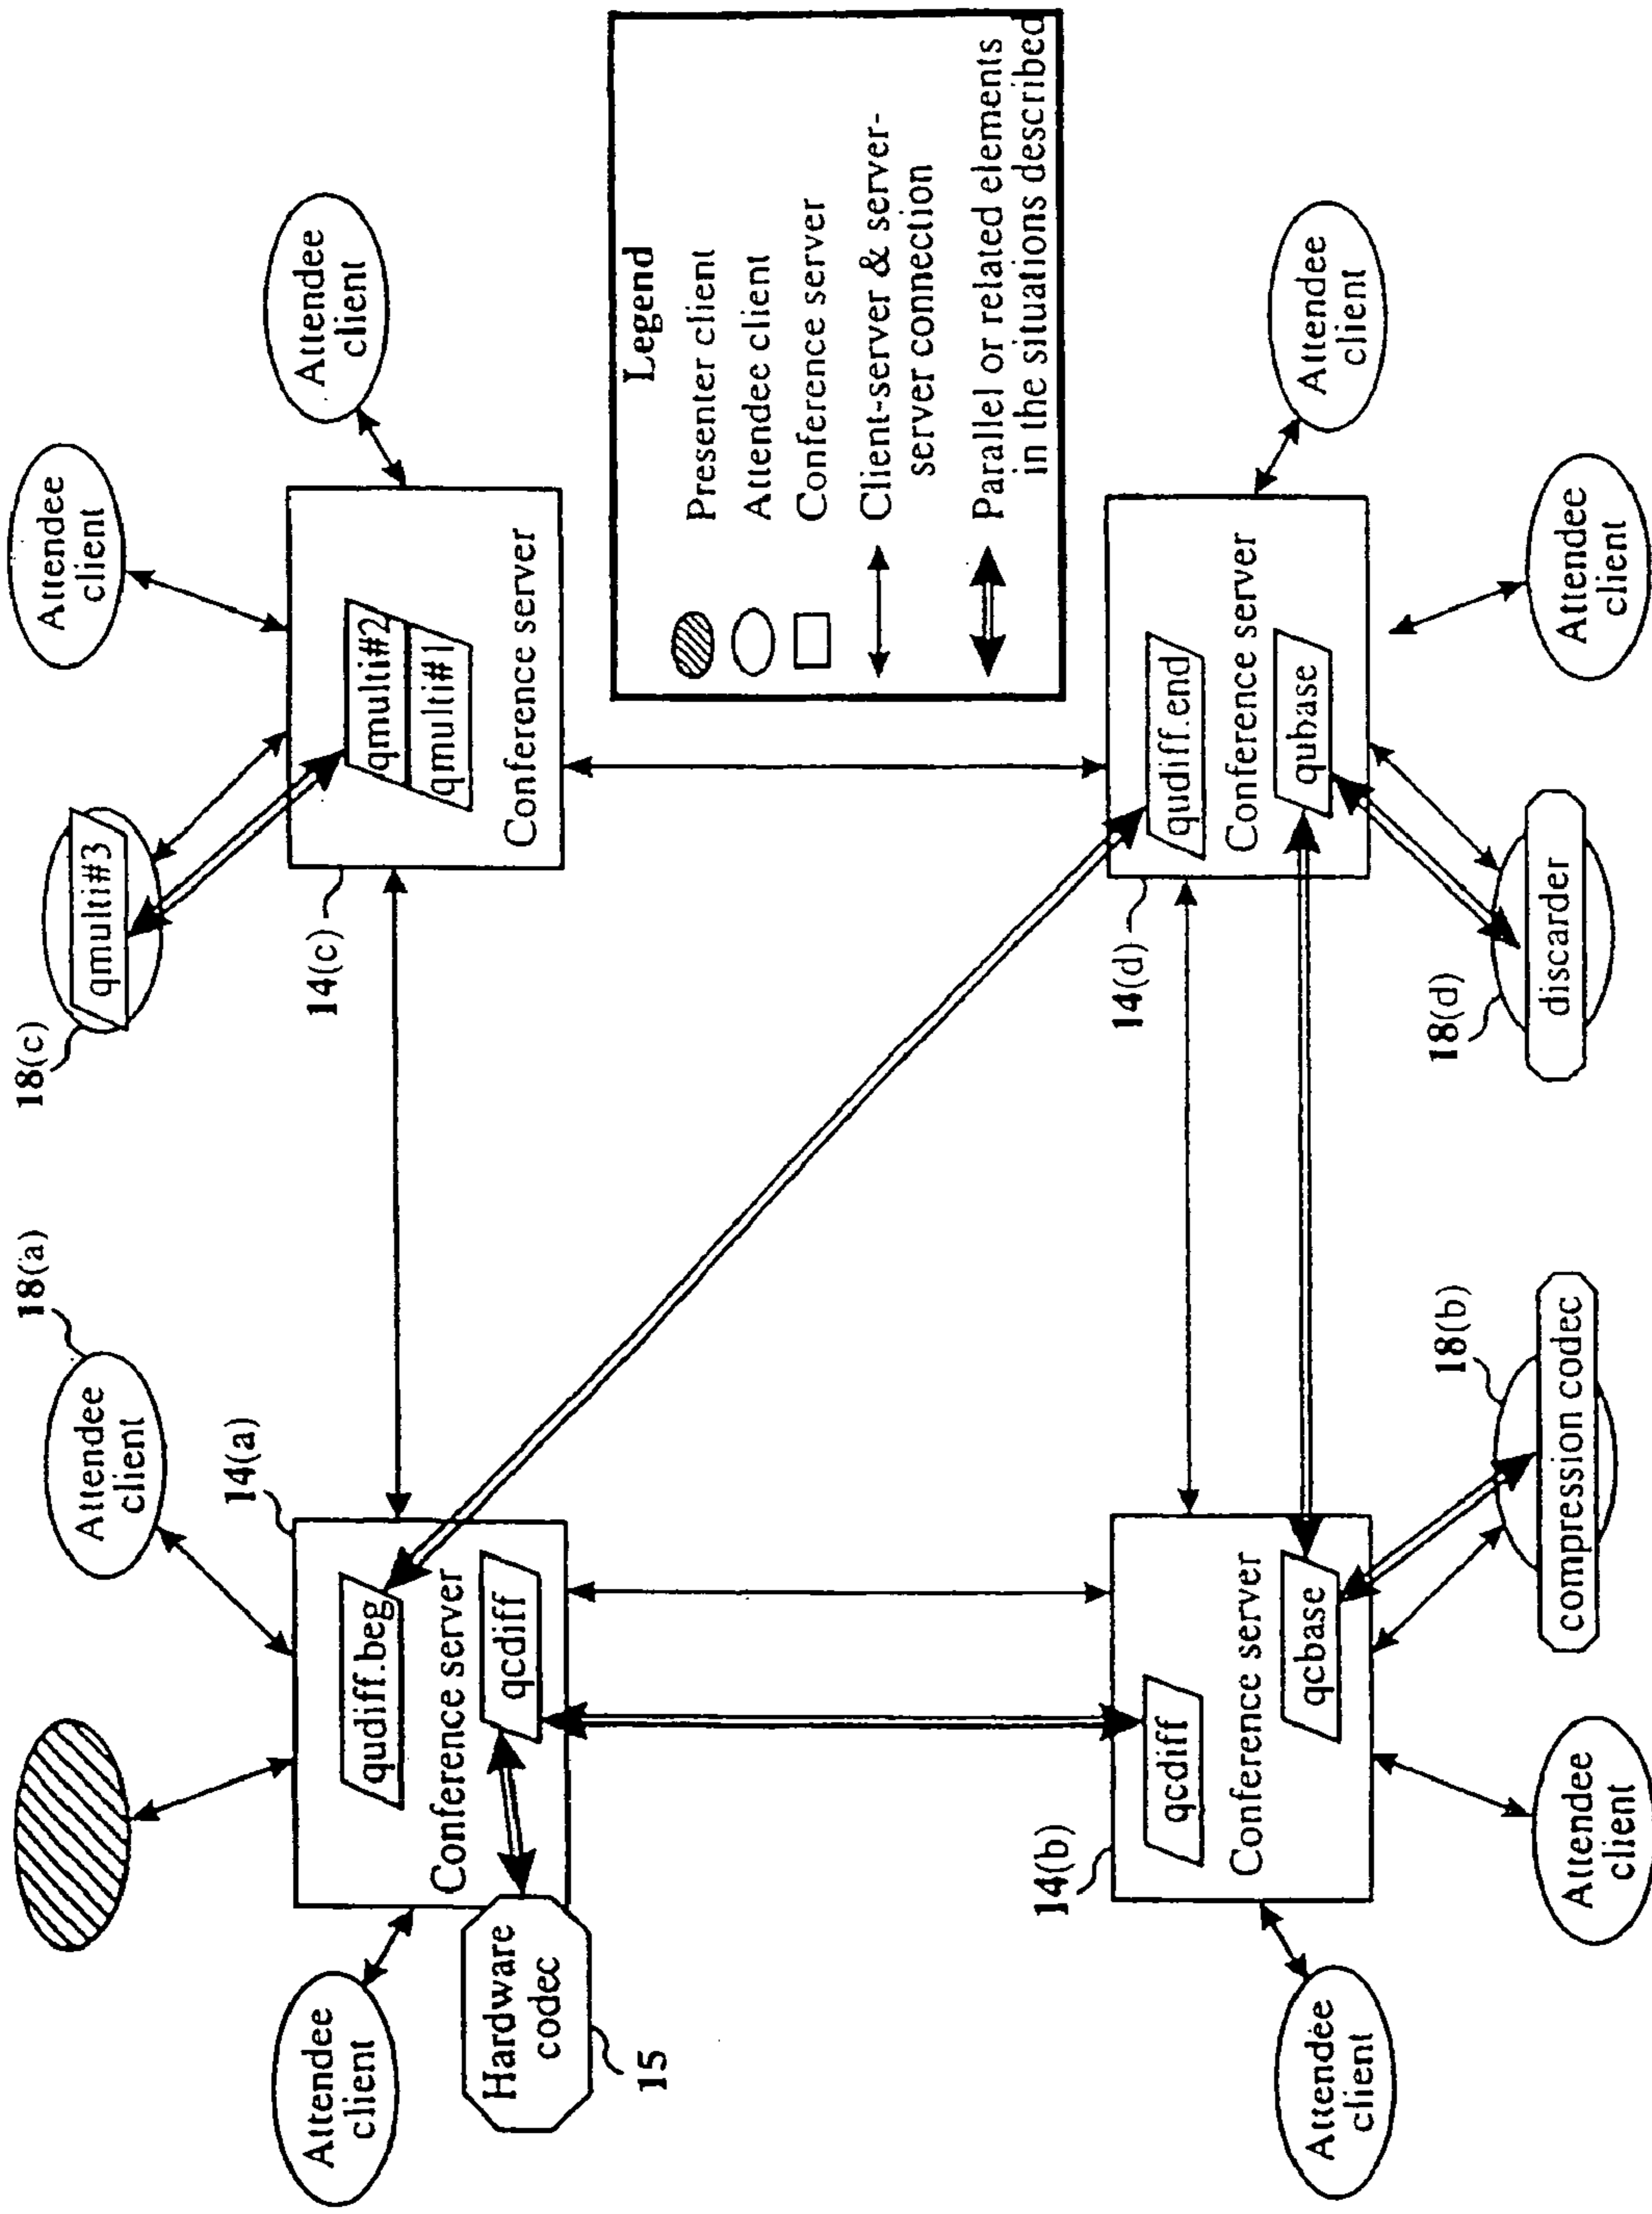 18(a)
18(c)
Attendee
client
qmulti#3
Attendee
client
Attendee
client
14(a)
14(c)
Attendee
client
qudiff.beg
Conference server
qcdiff
Hardware
codec
15
qmulti#2
qmulti#1
Conference server
Attendee
client
Legend
Presenter client
Attendee client
Conference server
Client-server & server-
server connection
Parallel or related elements
in the situations described
14(b)
14(d)
qcdiff
Conference server
qcbase
qudiff.end
Conference server
qubase
Attendee
client
Attendee
client
Attendee
client
18(b)
compression codec
18(d)
discarder
Attendee
client